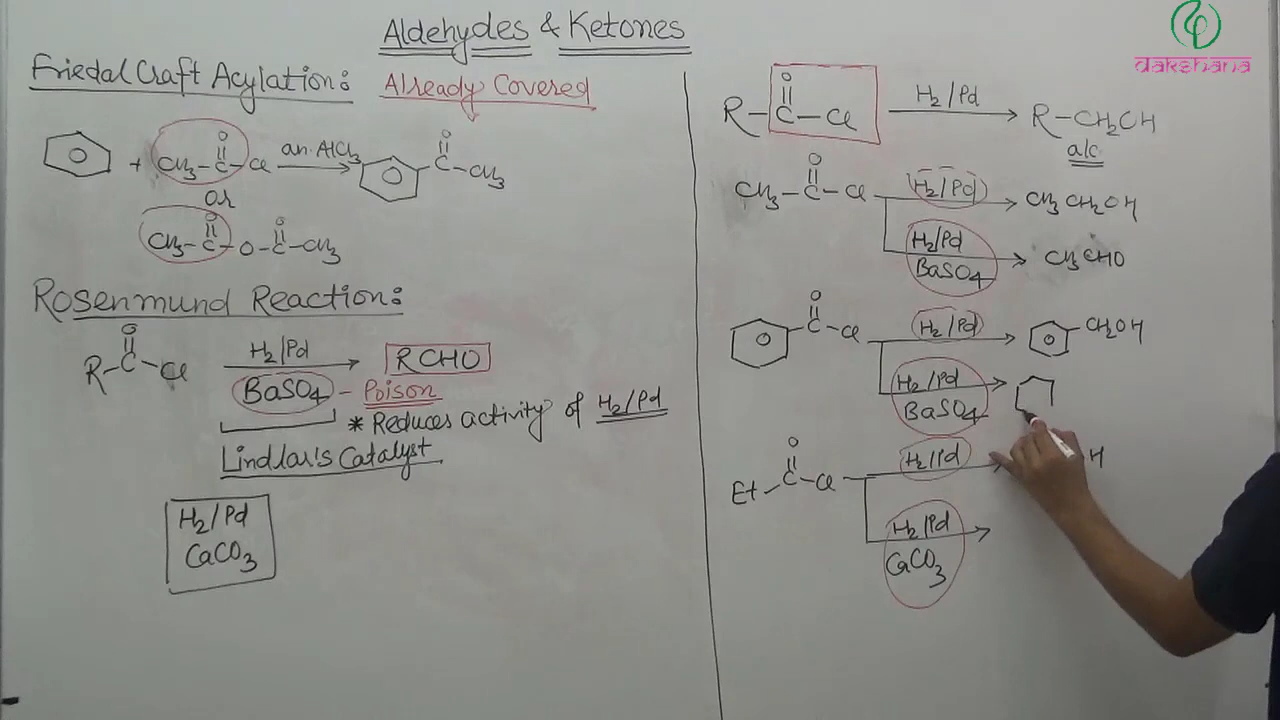 Aldehydes & Ketones
dakshana
Friedal Craft Acylation: Already Covered
+ CH3-C-Cl an. AlCl3 C-CH3
O O
or
CH3-C-O-C-CH3
O O
Rosenmund Reaction:
O
R-C-Cl H2/Pd RCHO
BaSO4 - Poison
* Reduces activity of H2/Pd
Lindlar's Catalyst
H2/Pd
CaCO3
O
R-C-Cl H2/Pd R-CH2OH
alc
O
CH3-C-Cl H2/Pd CH3CH2OH
H2/Pd CH3CHO
BaSO4
O
C-Cl H2/Pd CH2OH
H2/Pd
BaSO4
O
Et-C-Cl H2/Pd H
H2/Pd
CaCO3